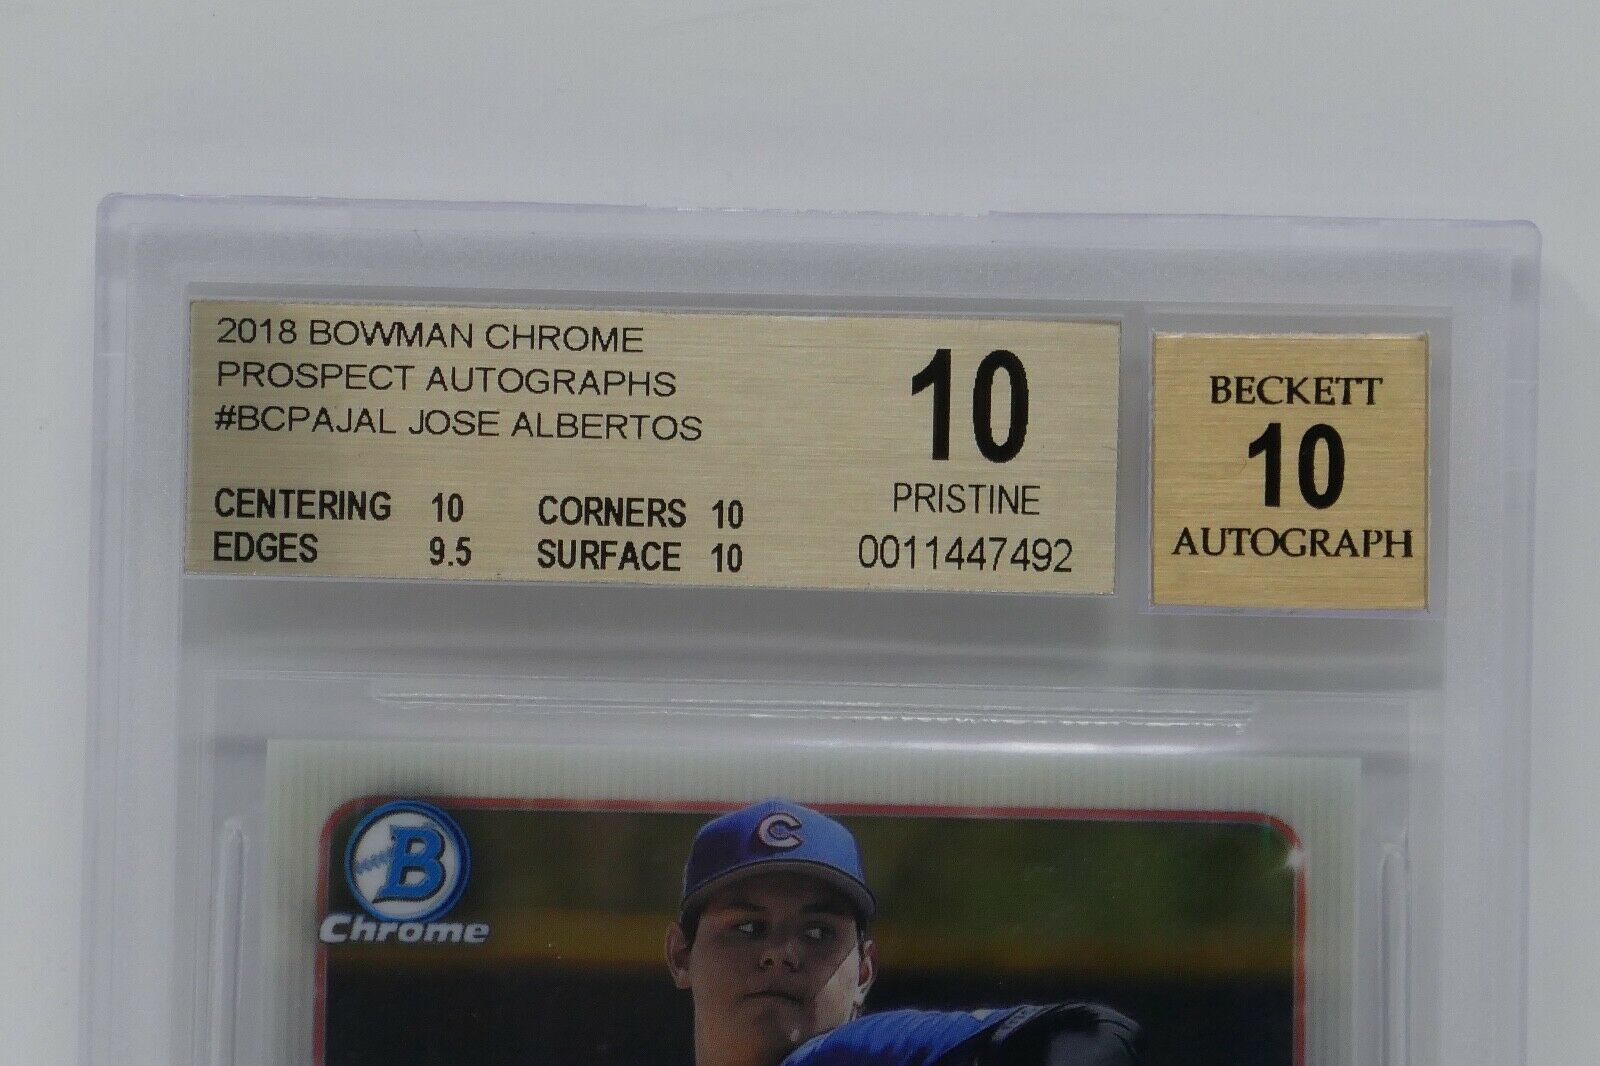 2018 BOWMAN CHROME
PROSPECT AUTOGRAPHS
#BCPAJAL JOSE ALBERTOS
CENTERING 10 CORNERS 10
EDGES 9.5 SURFACE 10
10
PRISTINE
0011447492
BECKETT
10
AUTOGRAPH
B
Chrome
C